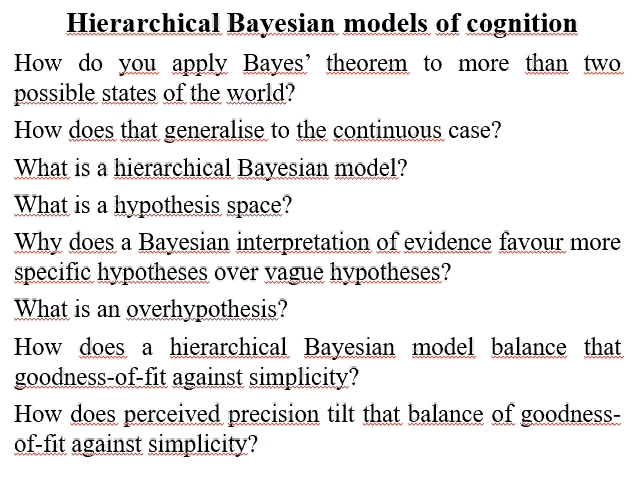 Hierarchical Bayesian models of cognition
How do you apply Bayes’ theorem to more than two
possible states of the world?
How does that generalise to the continuous case?
What is a hierarchical Bayesian model?
What is a hypothesis space?
Why does a Bayesian interpretation of evidence favour more
specific hypotheses over vague hypotheses?
What is an overhypothesis?
How does a hierarchical Bayesian model balance that
goodness-of-fit against simplicity?
How does perceived precision tilt that balance of goodness-
of-fit against simplicity?